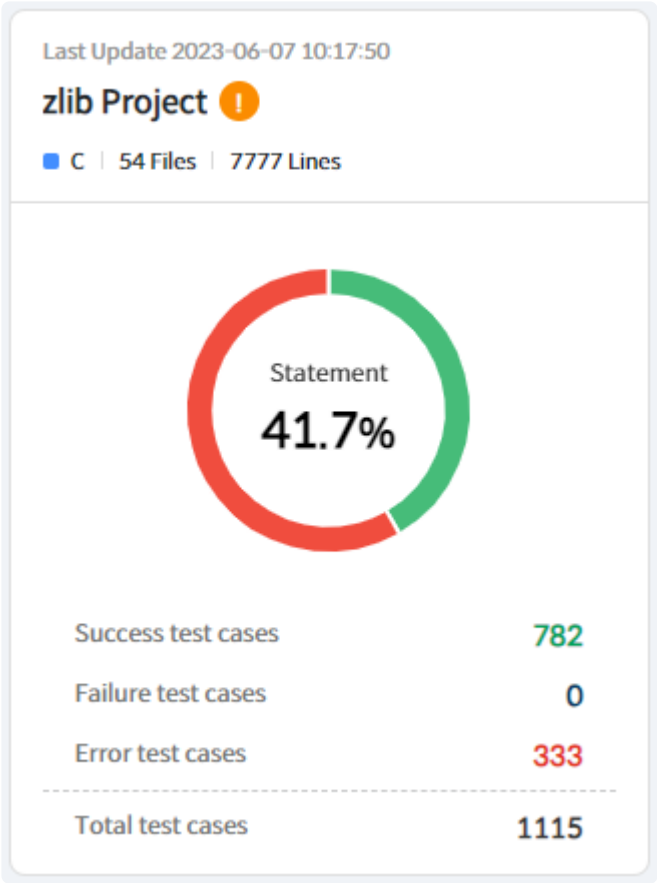 Last Update 2023-06-07 10:17:50
zlib Project !
C 54 Files 7777 Lines
Statement
41.7%
Success test cases 782
Failure test cases 0
Error test cases 333
Total test cases 1115